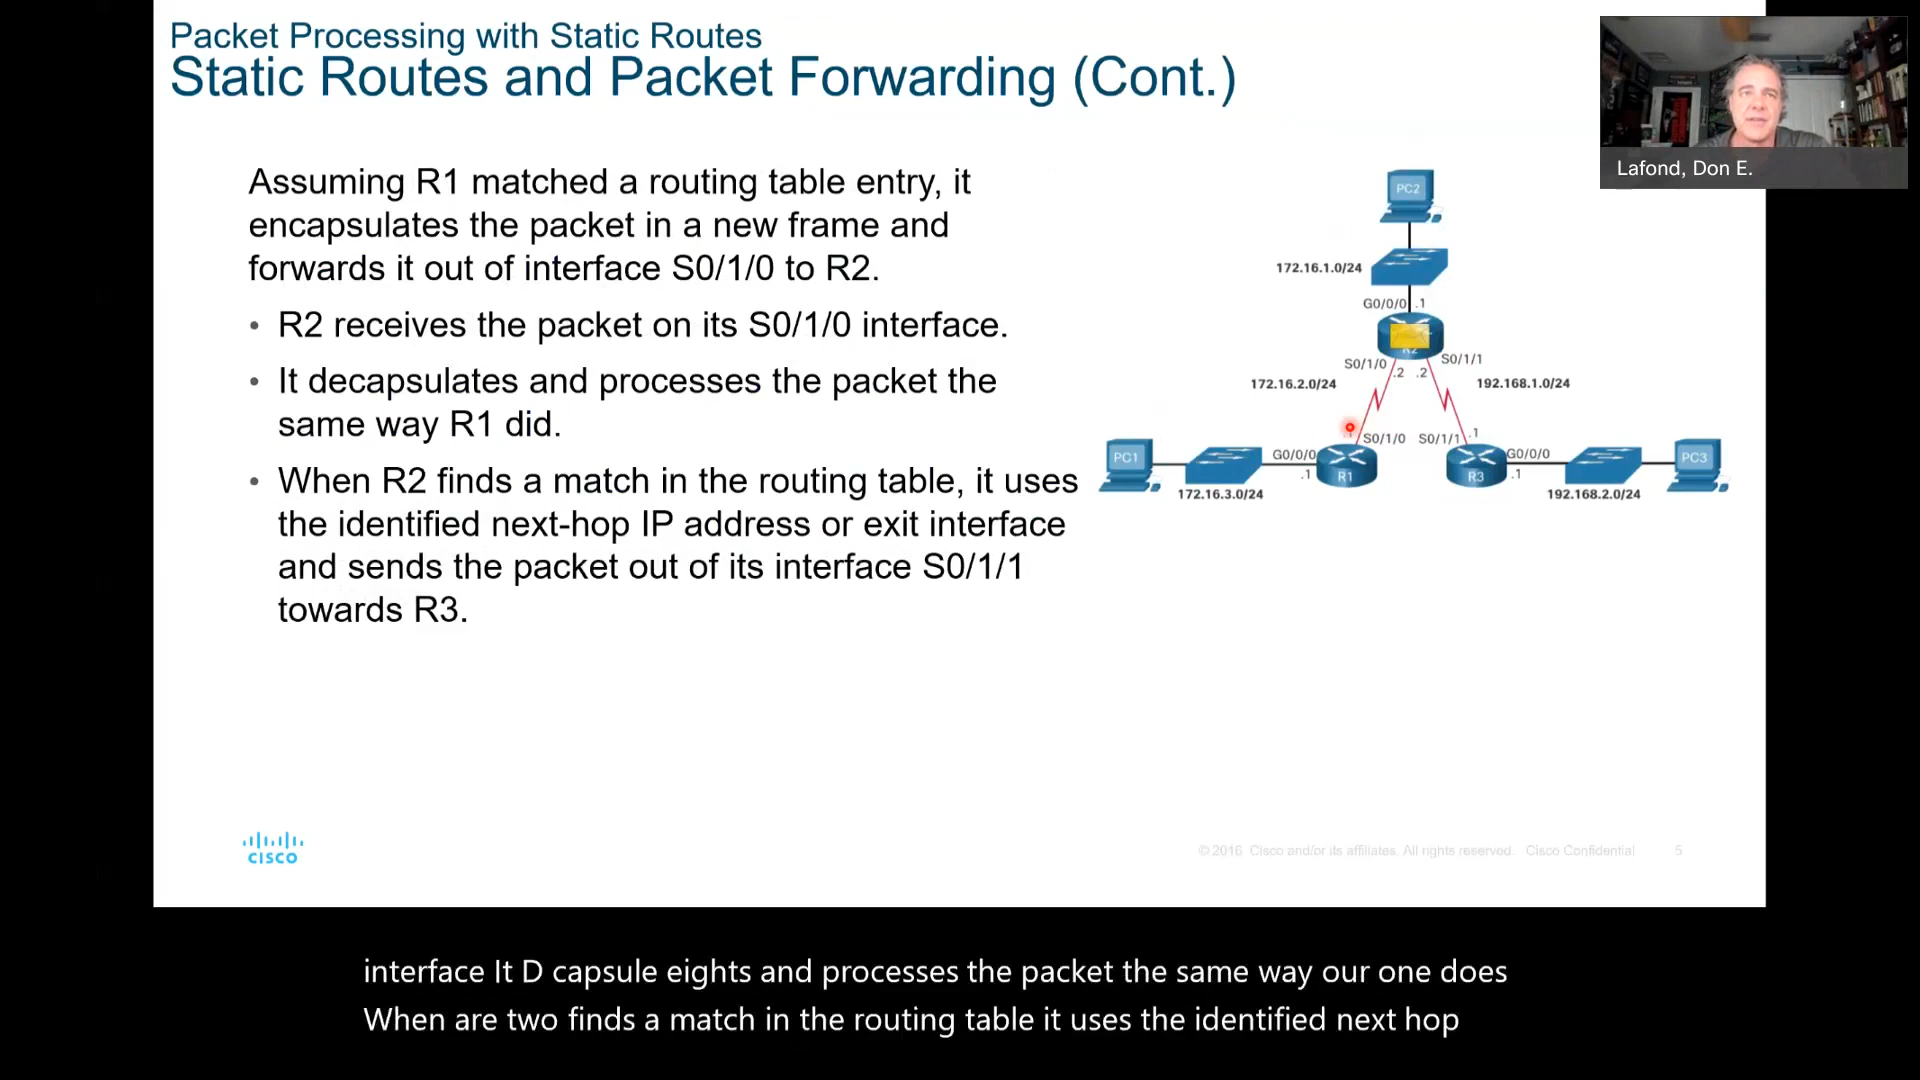 Packet Processing with Static Routes
Static Routes and Packet Forwarding (Cont.)
Lafond, Don E.
Assuming R1 matched a routing table entry, it
encapsulates the packet in a new frame and
forwards it out of interface S0/1/0 to R2.
• R2 receives the packet on its S0/1/0 interface.
• It decapsulates and processes the packet the
same way R1 did.
• When R2 finds a match in the routing table, it uses
the identified next-hop IP address or exit interface
and sends the packet out of its interface S0/1/1
towards R3.
PC2
172.16.1.0/24
G0/0/0 .1
R2
S0/1/0 S0/1/1
.2 .2
172.16.2.0/24 192.168.1.0/24
.1 S0/1/0 S0/1/1 .1
PC1 G0/0/0 R1 R3 G0/0/0 PC3
.1 .1
172.16.3.0/24 192.168.2.0/24
CISCO
© 2016 Cisco and/or its affiliates. All rights reserved. Cisco Confidential 5
interface It D capsule eights and processes the packet the same way our one does
When are two finds a match in the routing table it uses the identified next hop